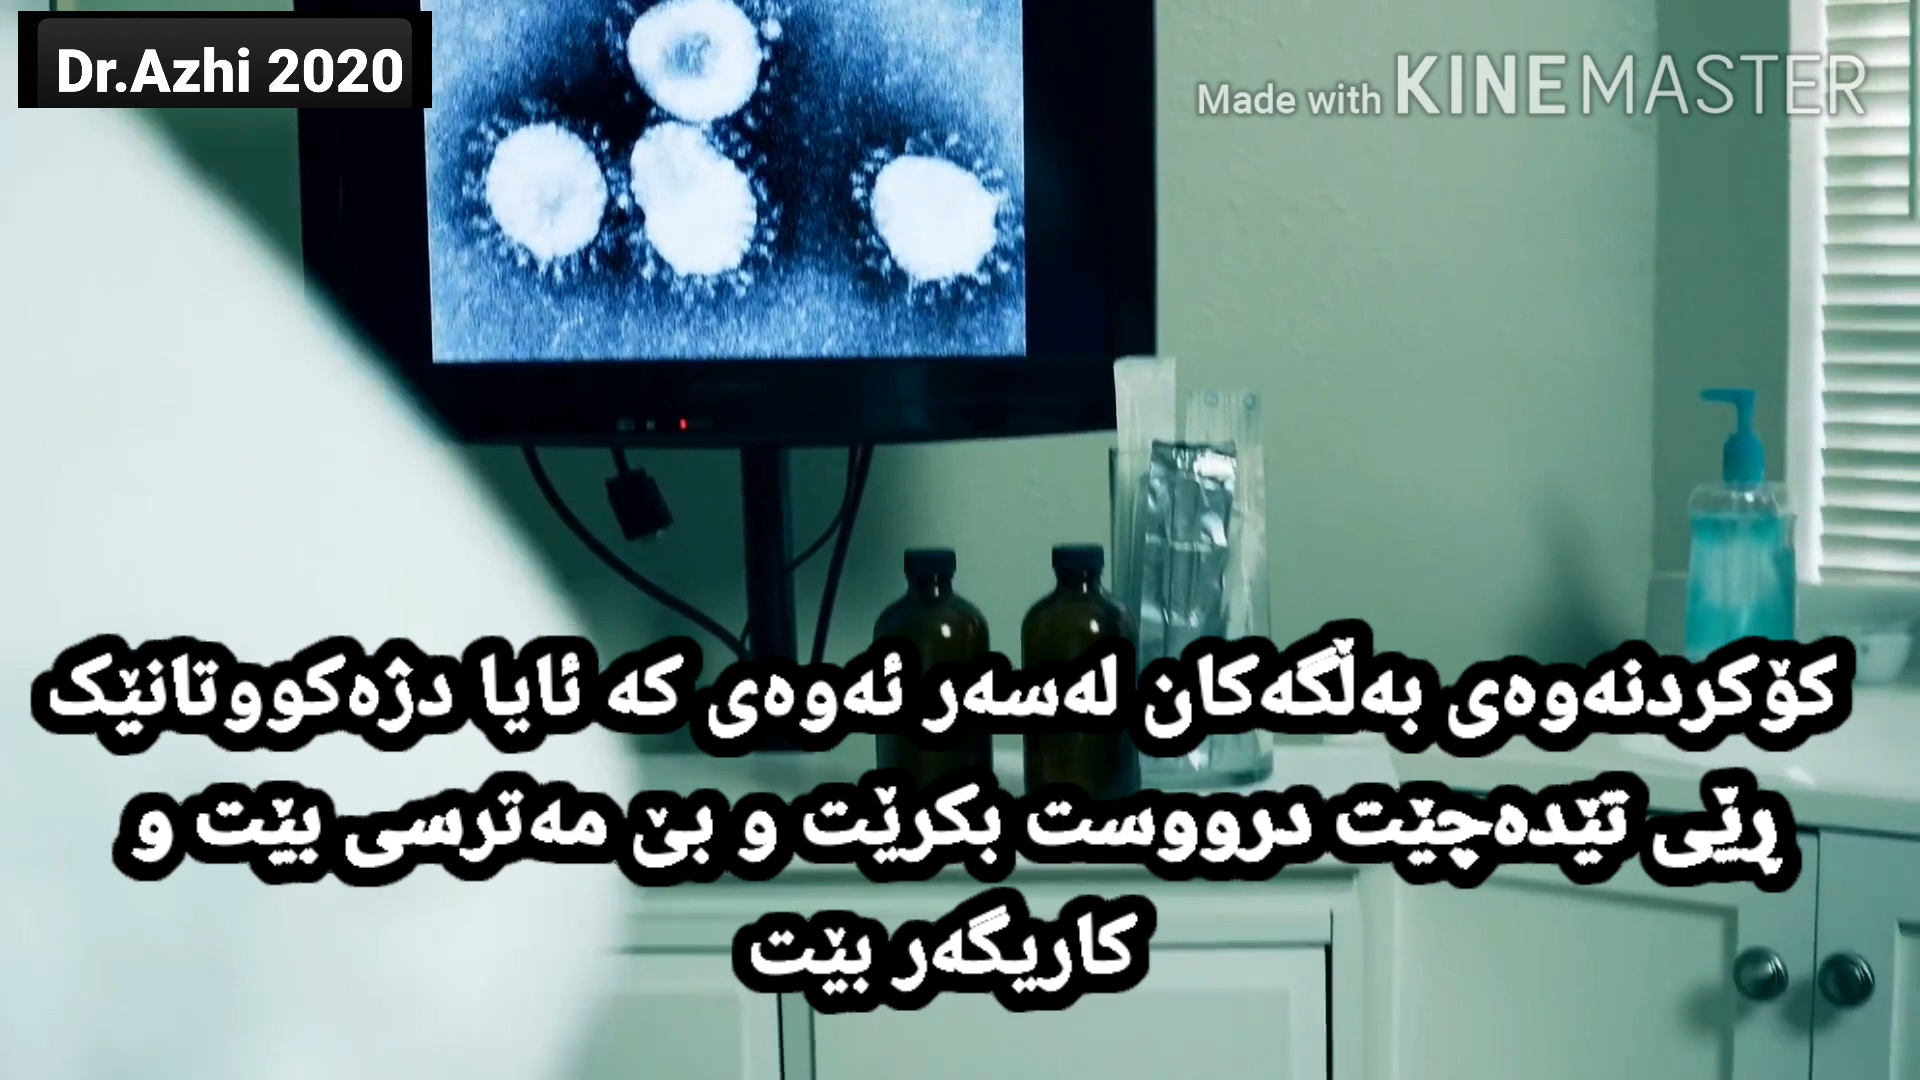 Dr.Azhi 2020
Made with KINEMASTER
کۆکردنەوەی بەڵگەکان لەسەر ئەوەی کە ئایا دژەکووتانێک
ڕێی تێدەچێت درووست بکرێت و بێ مەترسی بێت و
کاریگەر بێت